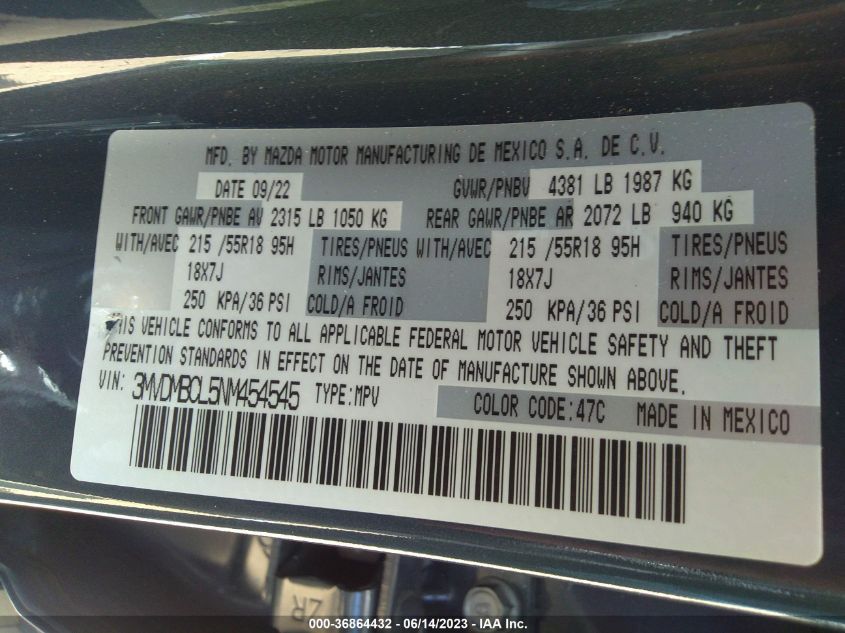 MFD. BY MAZDA MOTOR MANUFACTURING DE MEXICO S.A. DE C.V.
DATE 09/22 GVWR/PNBV 4381 LB 1987 KG
FRONT GAWR/PNBE AV 2315 LB 1050 KG REAR GAWR/PNBE AR 2072 LB 940 KG
WITH/AVEC 215 /55R18 95H TIRES/PNEUS WITH/AVEC 215 /55R18 95H TIRES/PNEUS
18X7J RIMS/JANTES 18X7J RIMS/JANTES
250 KPA/36 PSI COLD/A FROID 250 KPA/36 PSI COLD/A FROID
THIS VEHICLE CONFORMS TO ALL APPLICABLE FEDERAL MOTOR VEHICLE SAFETY AND THEFT
PREVENTION STANDARDS IN EFFECT ON THE DATE OF MANUFACTURE SHOWN ABOVE.
VIN: 3MVDMBCL5NM454545 TYPE:MPV COLOR CODE:47C MADE IN MEXICO
ZR
000-36864432 - 06/14/2023 - IAA Inc.